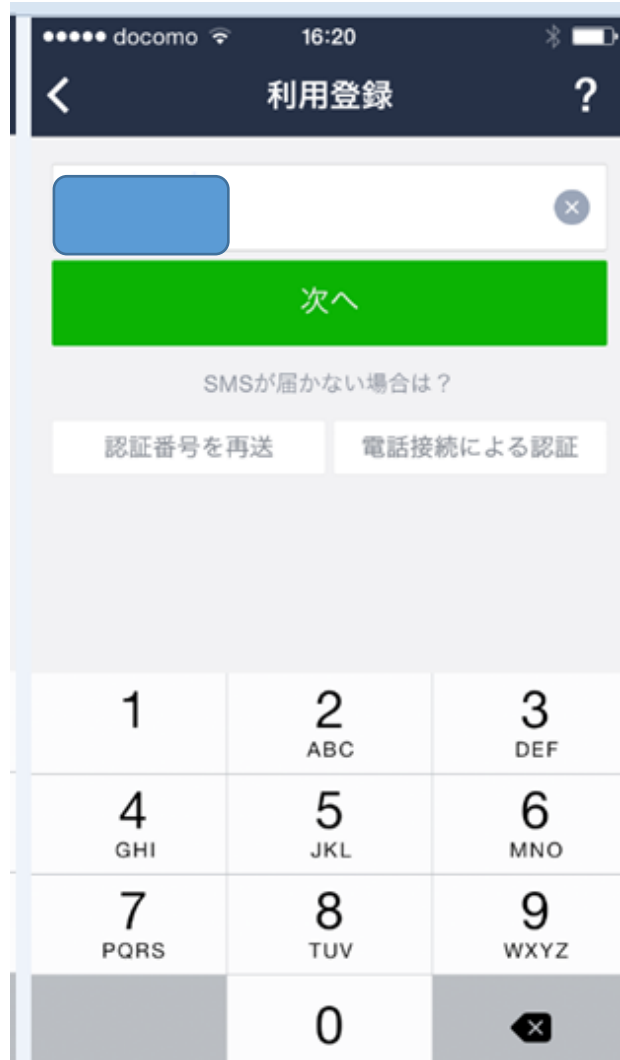 docomo 16:20
利用登録 ?
次へ
SMSが届かない場合は？
認証番号を再送 電話接続による認証
1 2 3
ABC DEF
4 5 6
GHI JKL MNO
7 8 9
PQRS TUV WXYZ
0